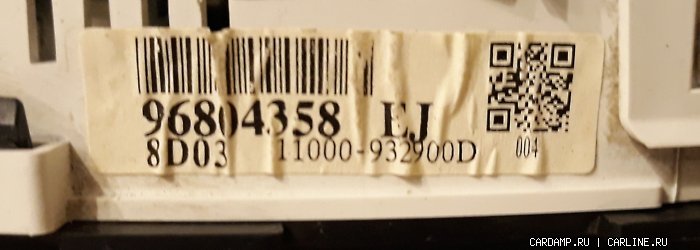 96804358 EJ
8D03 11000-932900D 004
CARDAMP.RU | CARLINE.RU